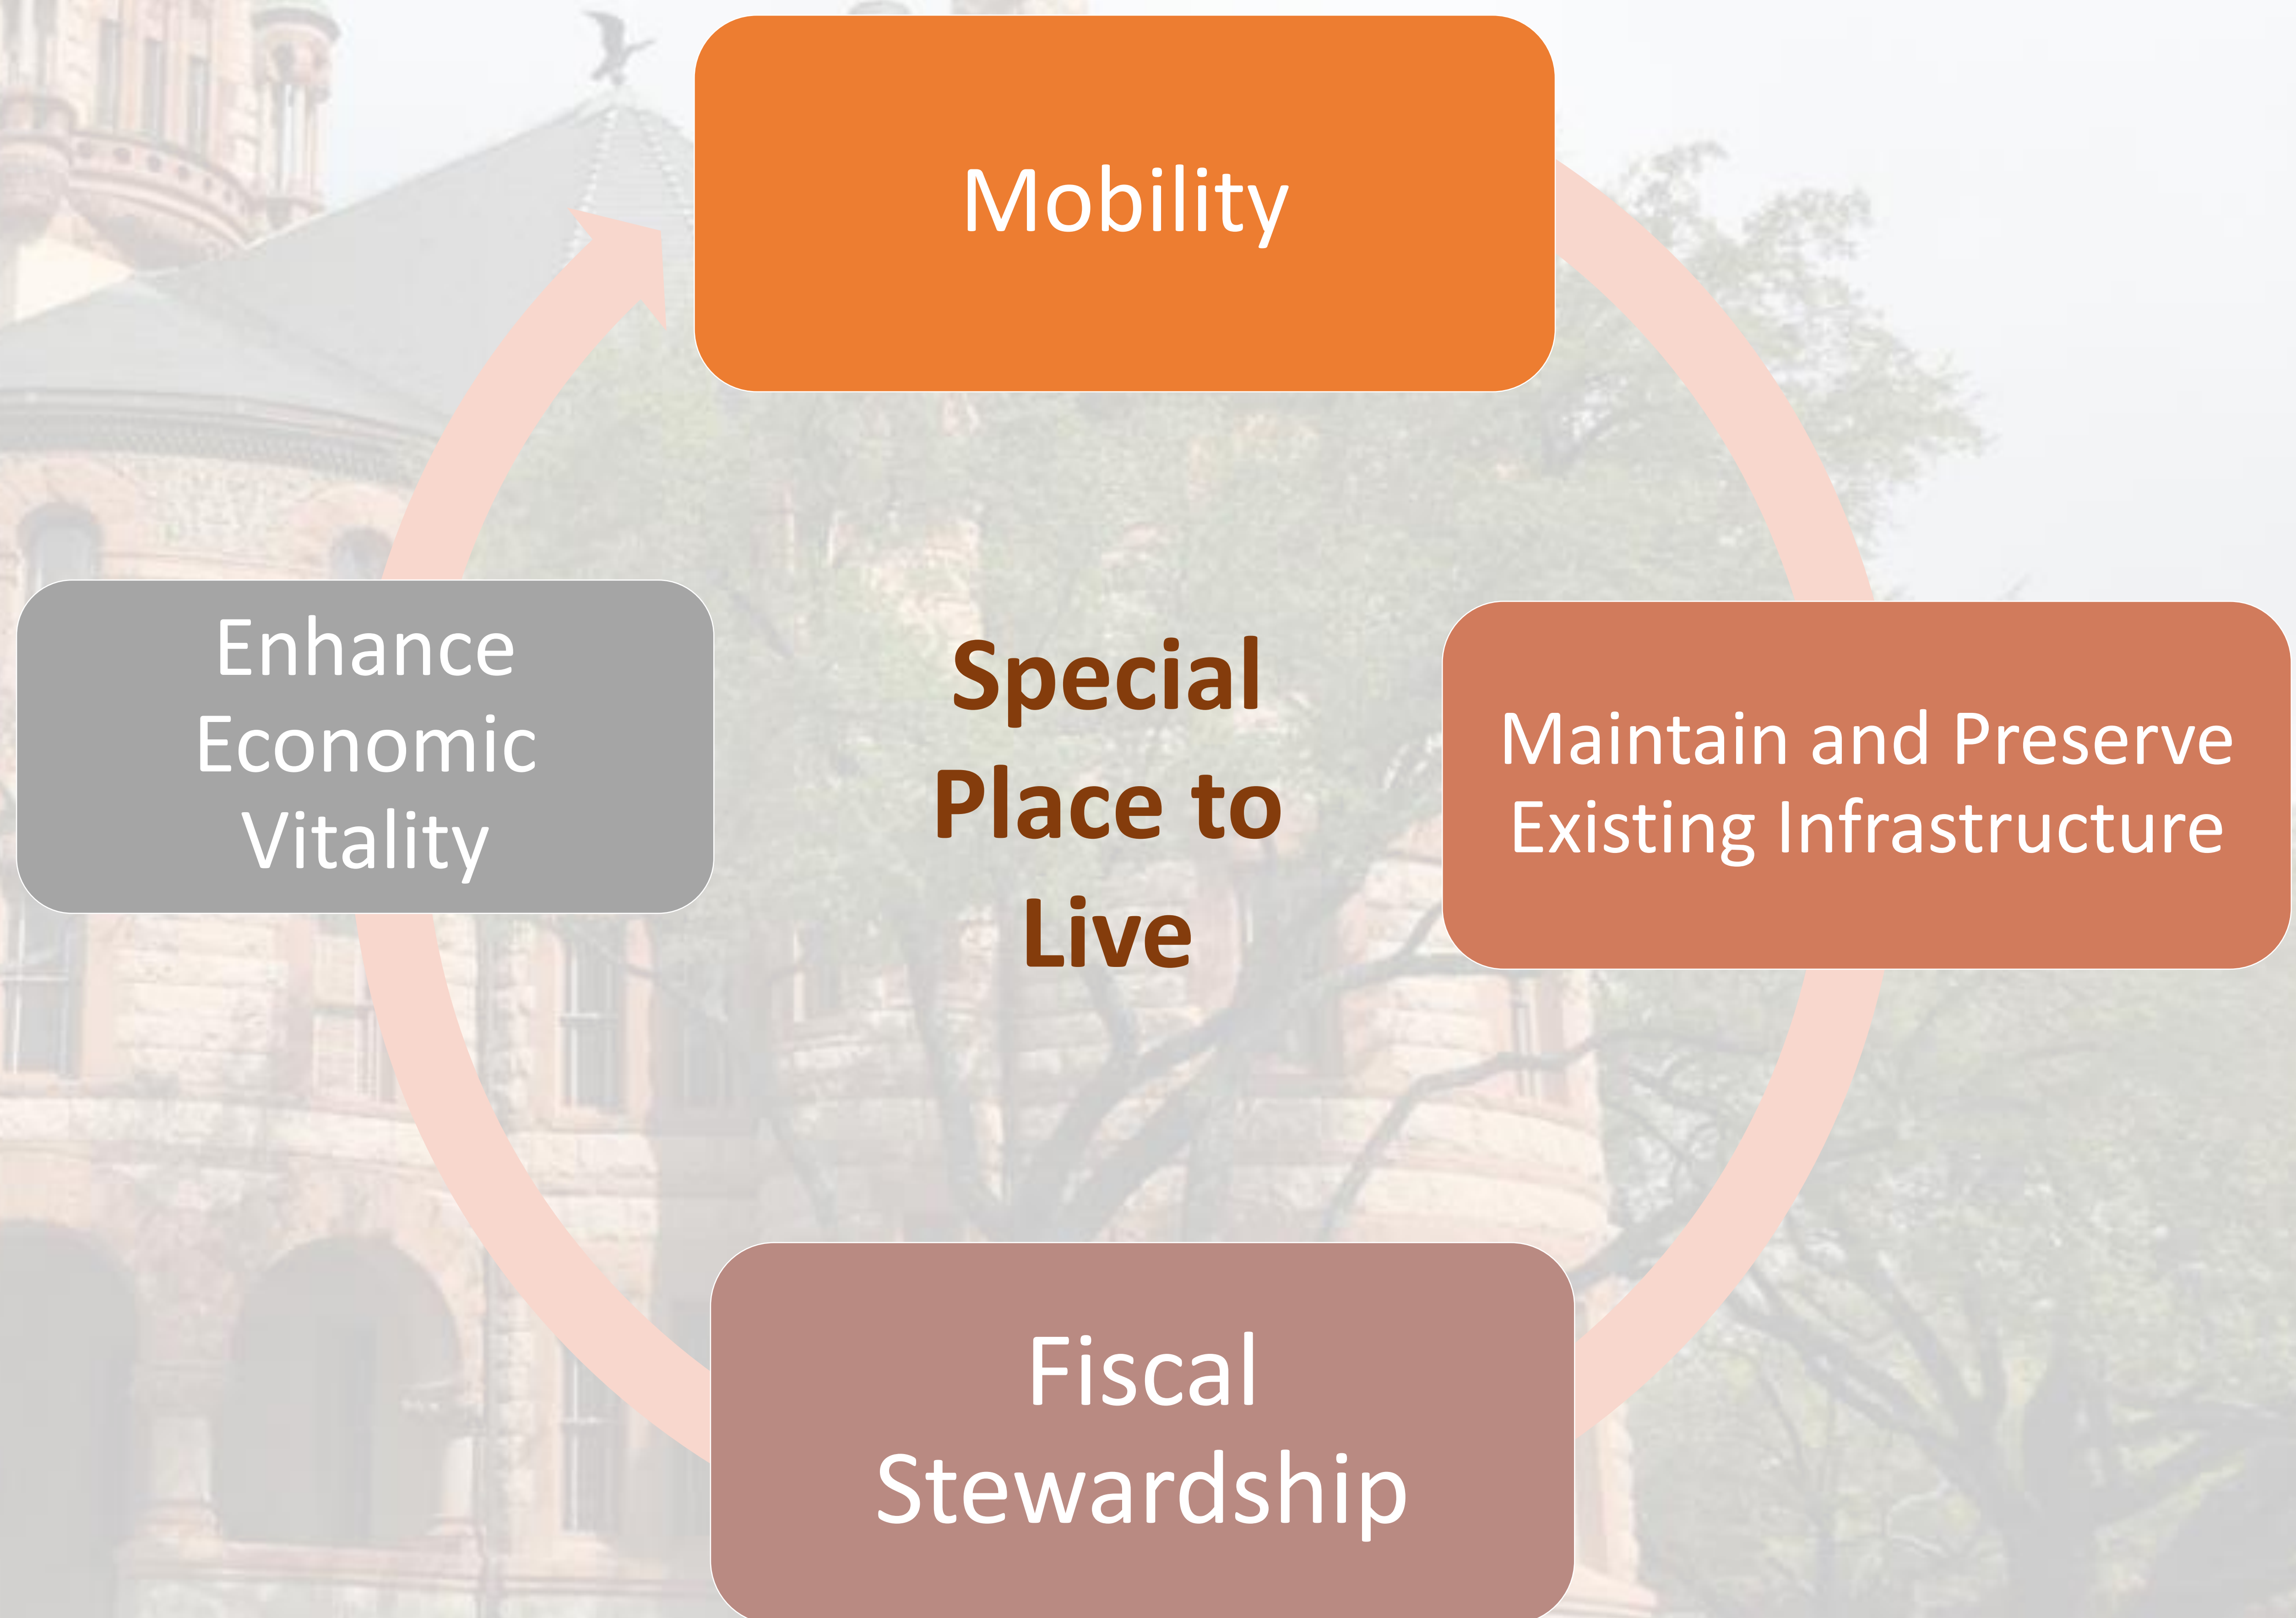 Mobility
Enhance
Economic
Vitality
Special
Place to
Live
Maintain and Preserve
Existing Infrastructure
Fiscal
Stewardship